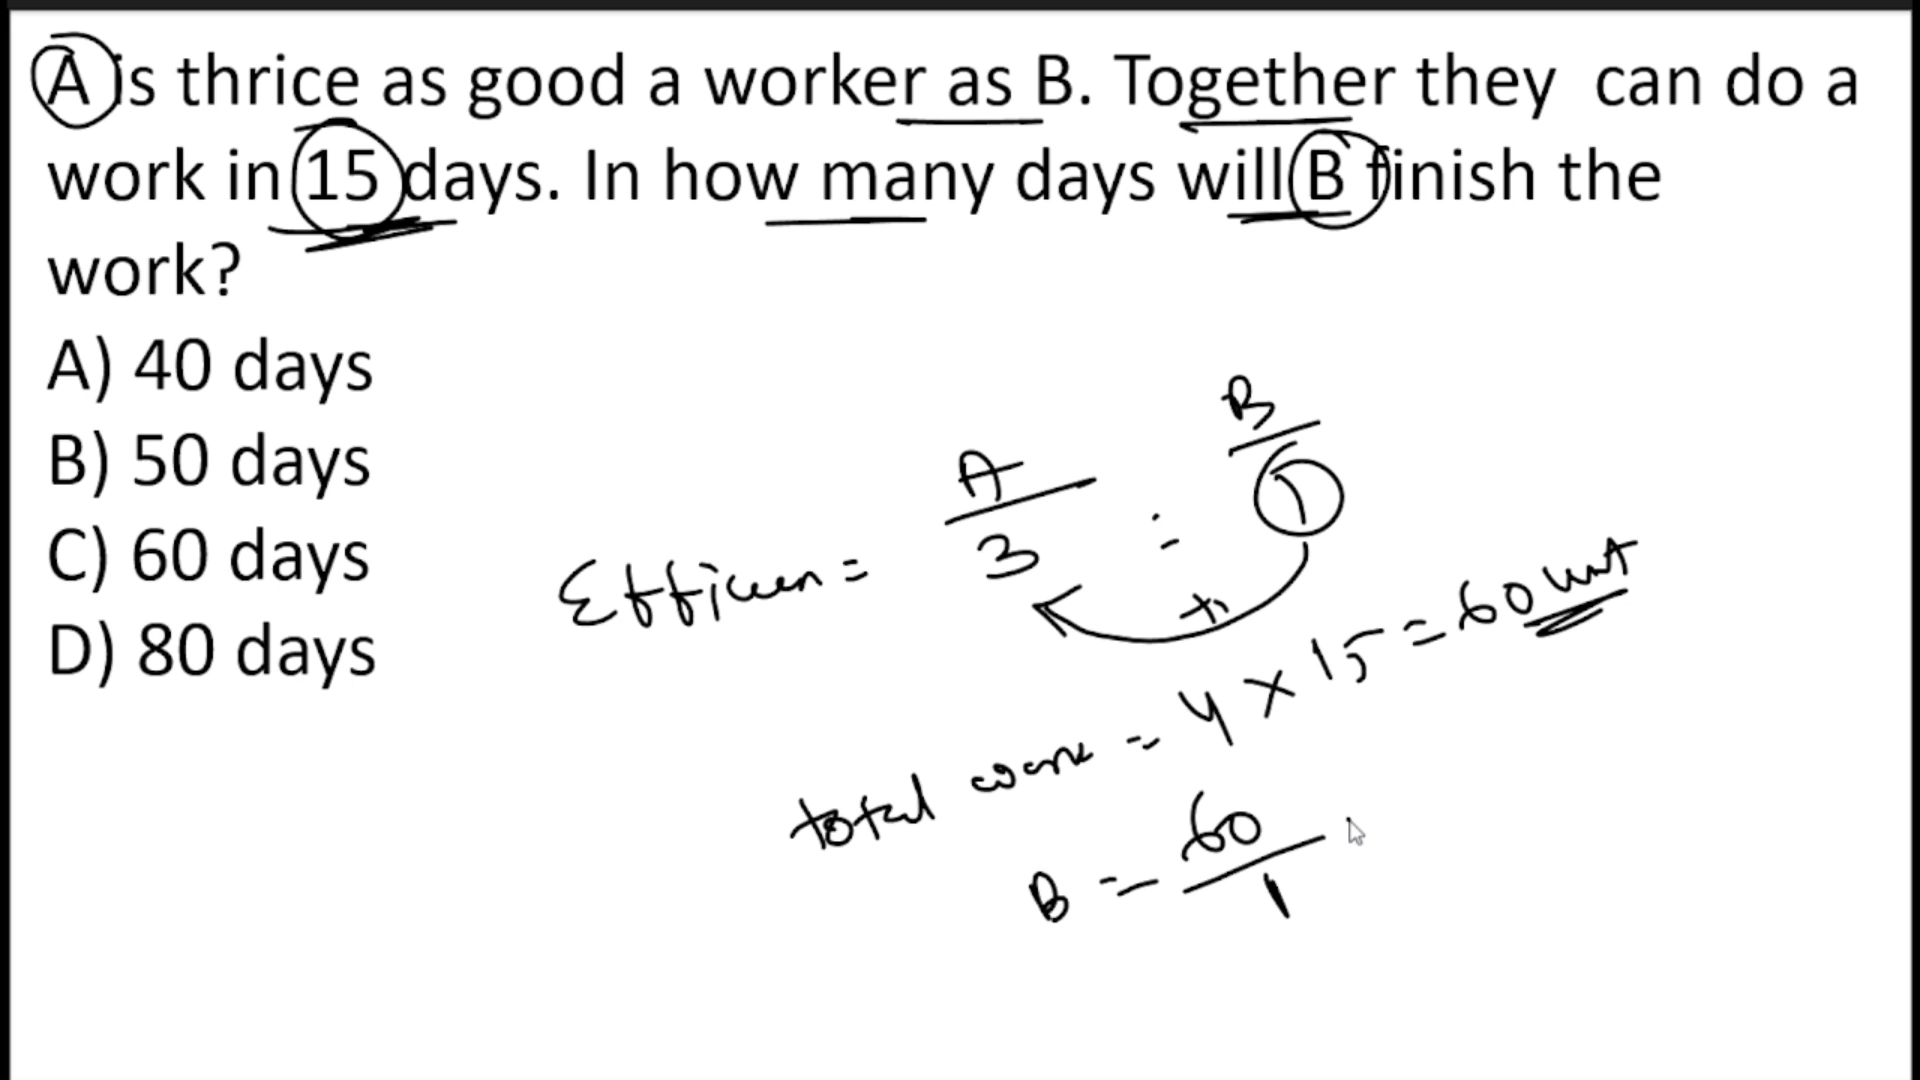 A is thrice as good a worker as B. Together they can do a
work in 15 days. In how many days will B finish the
work?
A) 40 days
B) 50 days
C) 60 days
D) 80 days
A : B
Efficien = 3 : 1
+
total work = 4 × 15 = 60 unit
B = 60/1